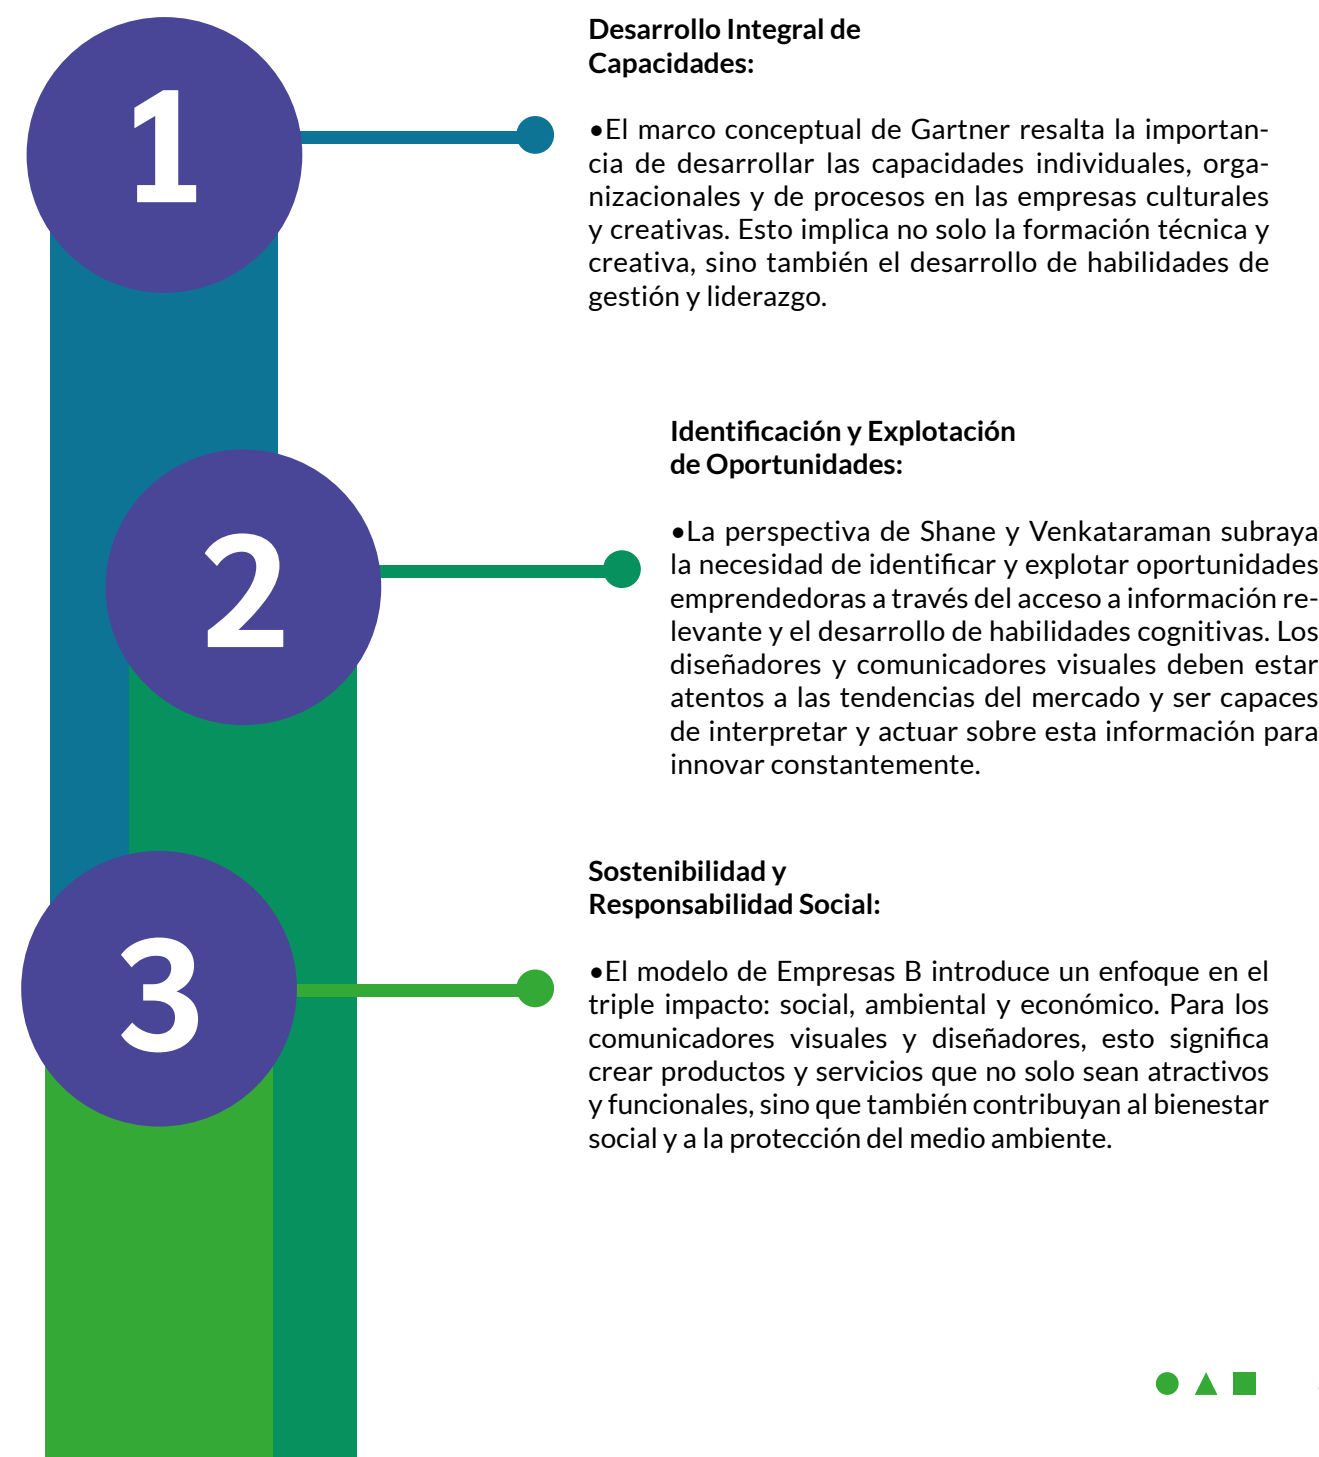 1
Desarrollo Integral de
Capacidades:
•El marco conceptual de Gartner resalta la importan-
cia de desarrollar las capacidades individuales, orga-
nizacionales y de procesos en las empresas culturales
y creativas. Esto implica no solo la formación técnica y
creativa, sino también el desarrollo de habilidades de
gestión y liderazgo.
2
Identificación y Explotación
de Oportunidades:
•La perspectiva de Shane y Venkataraman subraya
la necesidad de identificar y explotar oportunidades
emprendedoras a través del acceso a información re-
levante y el desarrollo de habilidades cognitivas. Los
diseñadores y comunicadores visuales deben estar
atentos a las tendencias del mercado y ser capaces
de interpretar y actuar sobre esta información para
innovar constantemente.
3
Sostenibilidad y
Responsabilidad Social:
•El modelo de Empresas B introduce un enfoque en el
triple impacto: social, ambiental y económico. Para los
comunicadores visuales y diseñadores, esto significa
crear productos y servicios que no solo sean atractivos
y funcionales, sino que también contribuyan al bienestar
social y a la protección del medio ambiente.